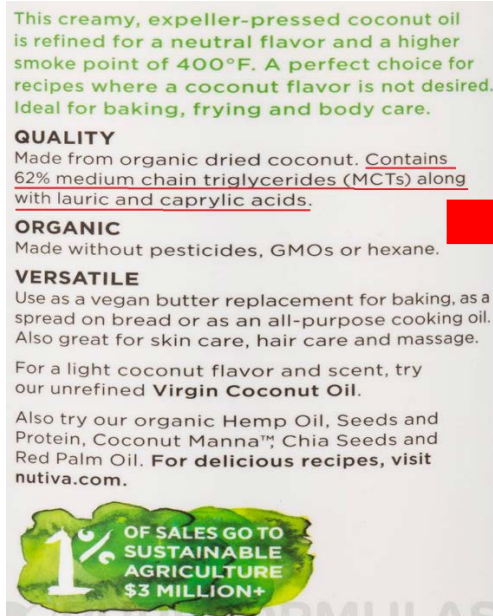 This creamy, expeller-pressed coconut oil
is refined for a neutral flavor and a higher
smoke point of 400°F. A perfect choice for
recipes where a coconut flavor is not desired.
Ideal for baking, frying and body care.
QUALITY
Made from organic dried coconut. Contains
62% medium chain triglycerides (MCTs) along
with lauric and caprylic acids.
ORGANIC
Made without pesticides, GMOs or hexane.
VERSATILE
Use as a vegan butter replacement for baking, as a
spread on bread or as an all-purpose cooking oil.
Also great for skin care, hair care and massage.
For a light coconut flavor and scent, try
our unrefined Virgin Coconut Oil.
Also try our organic Hemp Oil, Seeds and
Protein, Coconut Manna™, Chia Seeds and
Red Palm Oil. For delicious recipes, visit
nutiva.com.
1% OF SALES GO TO
SUSTAINABLE
AGRICULTURE
$3 MILLION+